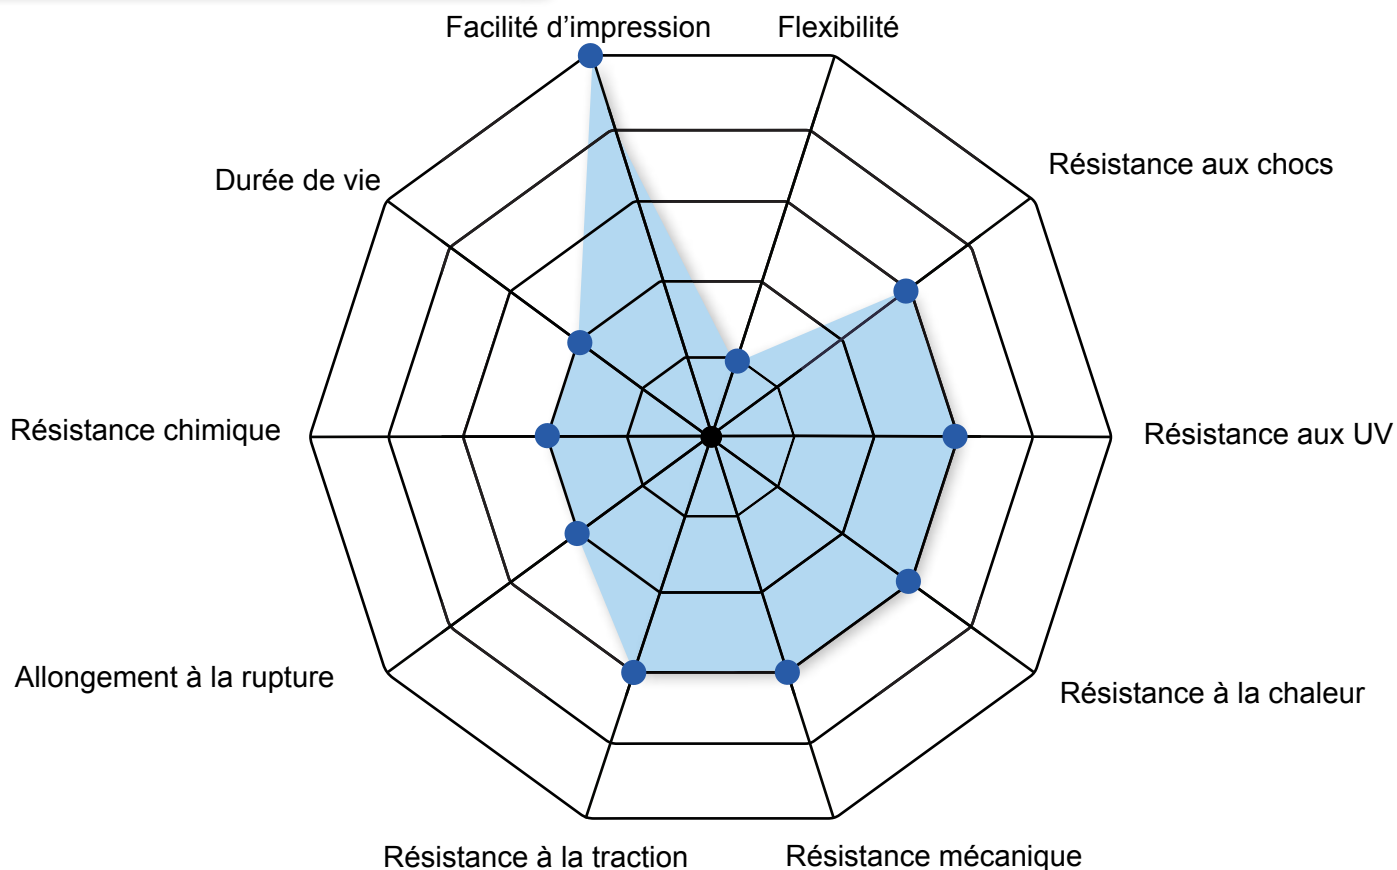 Facilité d’impression
Flexibilité
Résistance aux chocs
Durée de vie
Résistance chimique
Résistance aux UV
Allongement à la rupture
Résistance à la chaleur
Résistance à la traction
Résistance mécanique